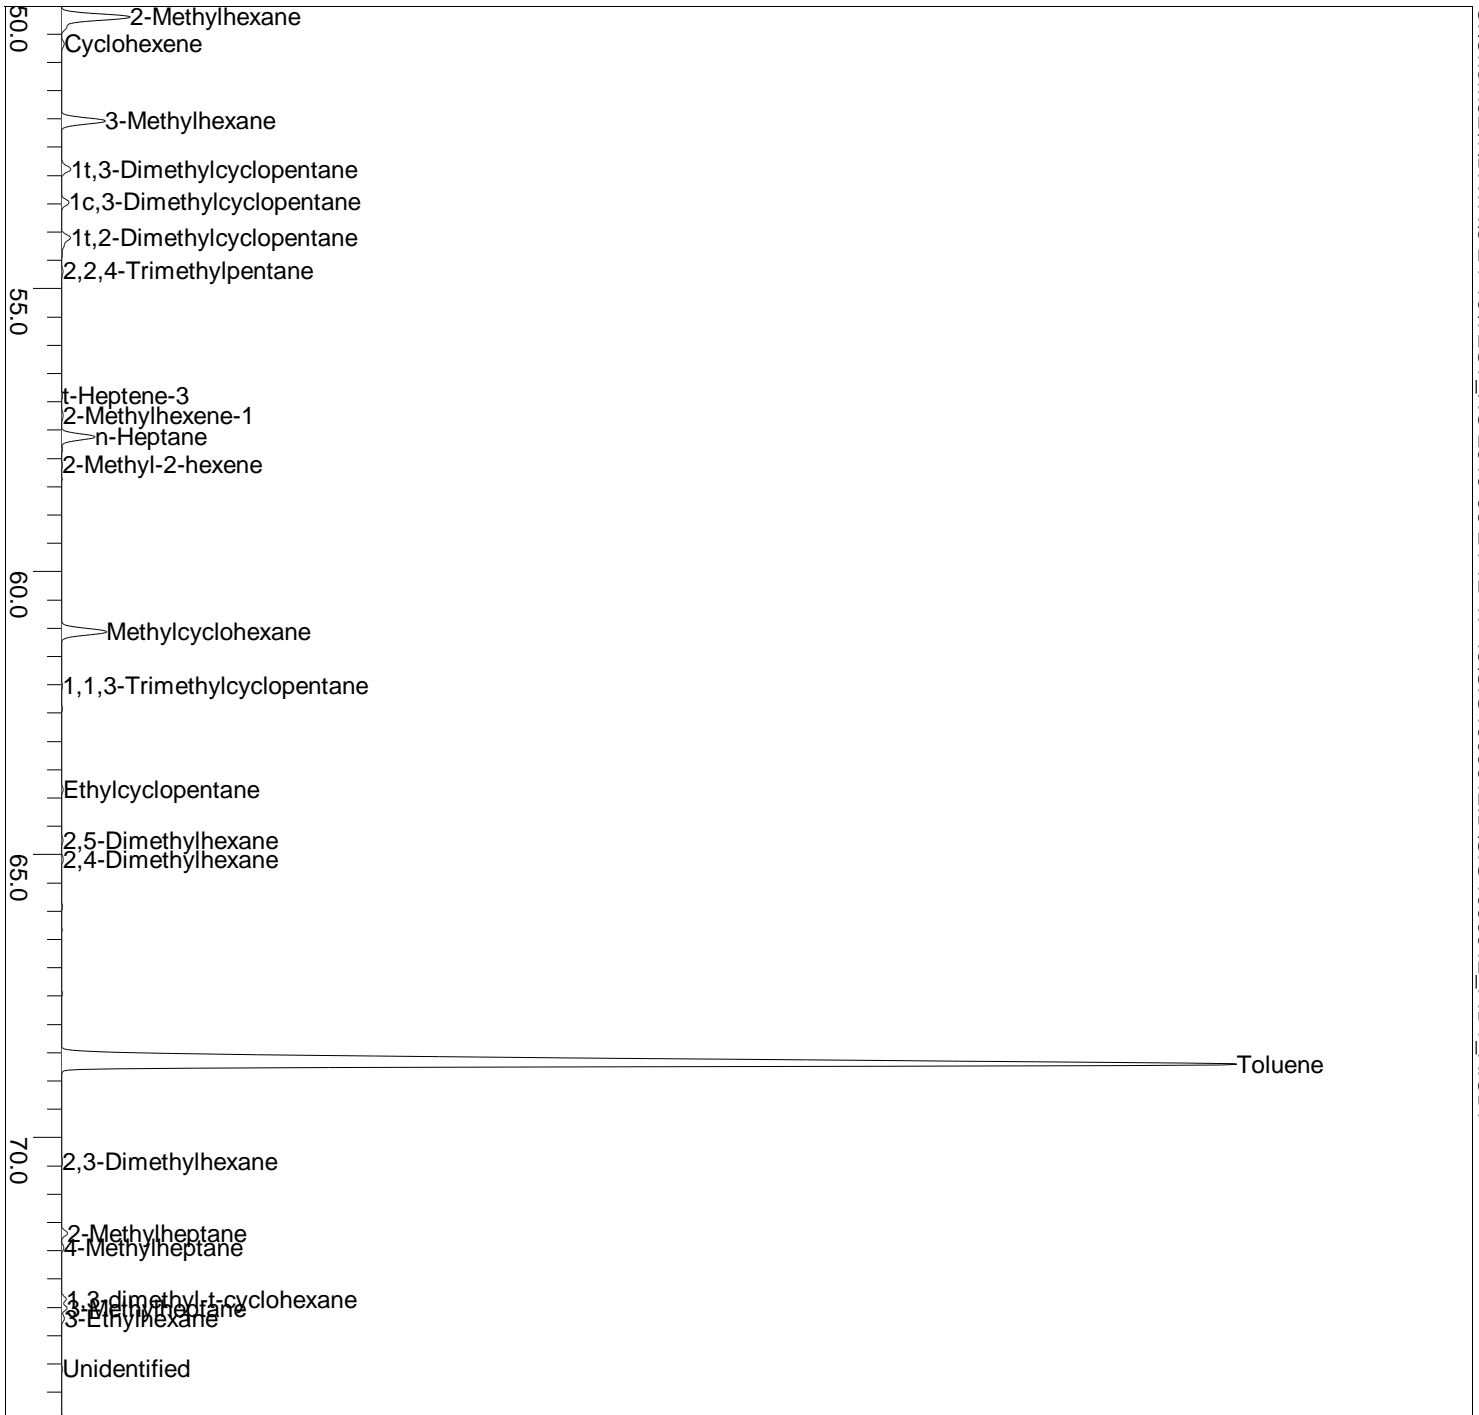 50.0
2-Methylhexane
Cyclohexene
3-Methylhexane
1t,3-Dimethylcyclopentane
1c,3-Dimethylcyclopentane
1t,2-Dimethylcyclopentane
2,2,4-Trimethylpentane
55.0
t-Heptene-3
2-Methylhexene-1
n-Heptane
2-Methyl-2-hexene
60.0
Methylcyclohexane
1,1,3-Trimethylcyclopentane
Ethylcyclopentane
2,5-Dimethylhexane
65.0
2,4-Dimethylhexane
Toluene
70.0
2,3-Dimethylhexane
2-Methylheptane
4-Methylheptane
1,3-dimethyl-t-cyclohexane
3-Methylheptane
3-Ethylhexane
Unidentified